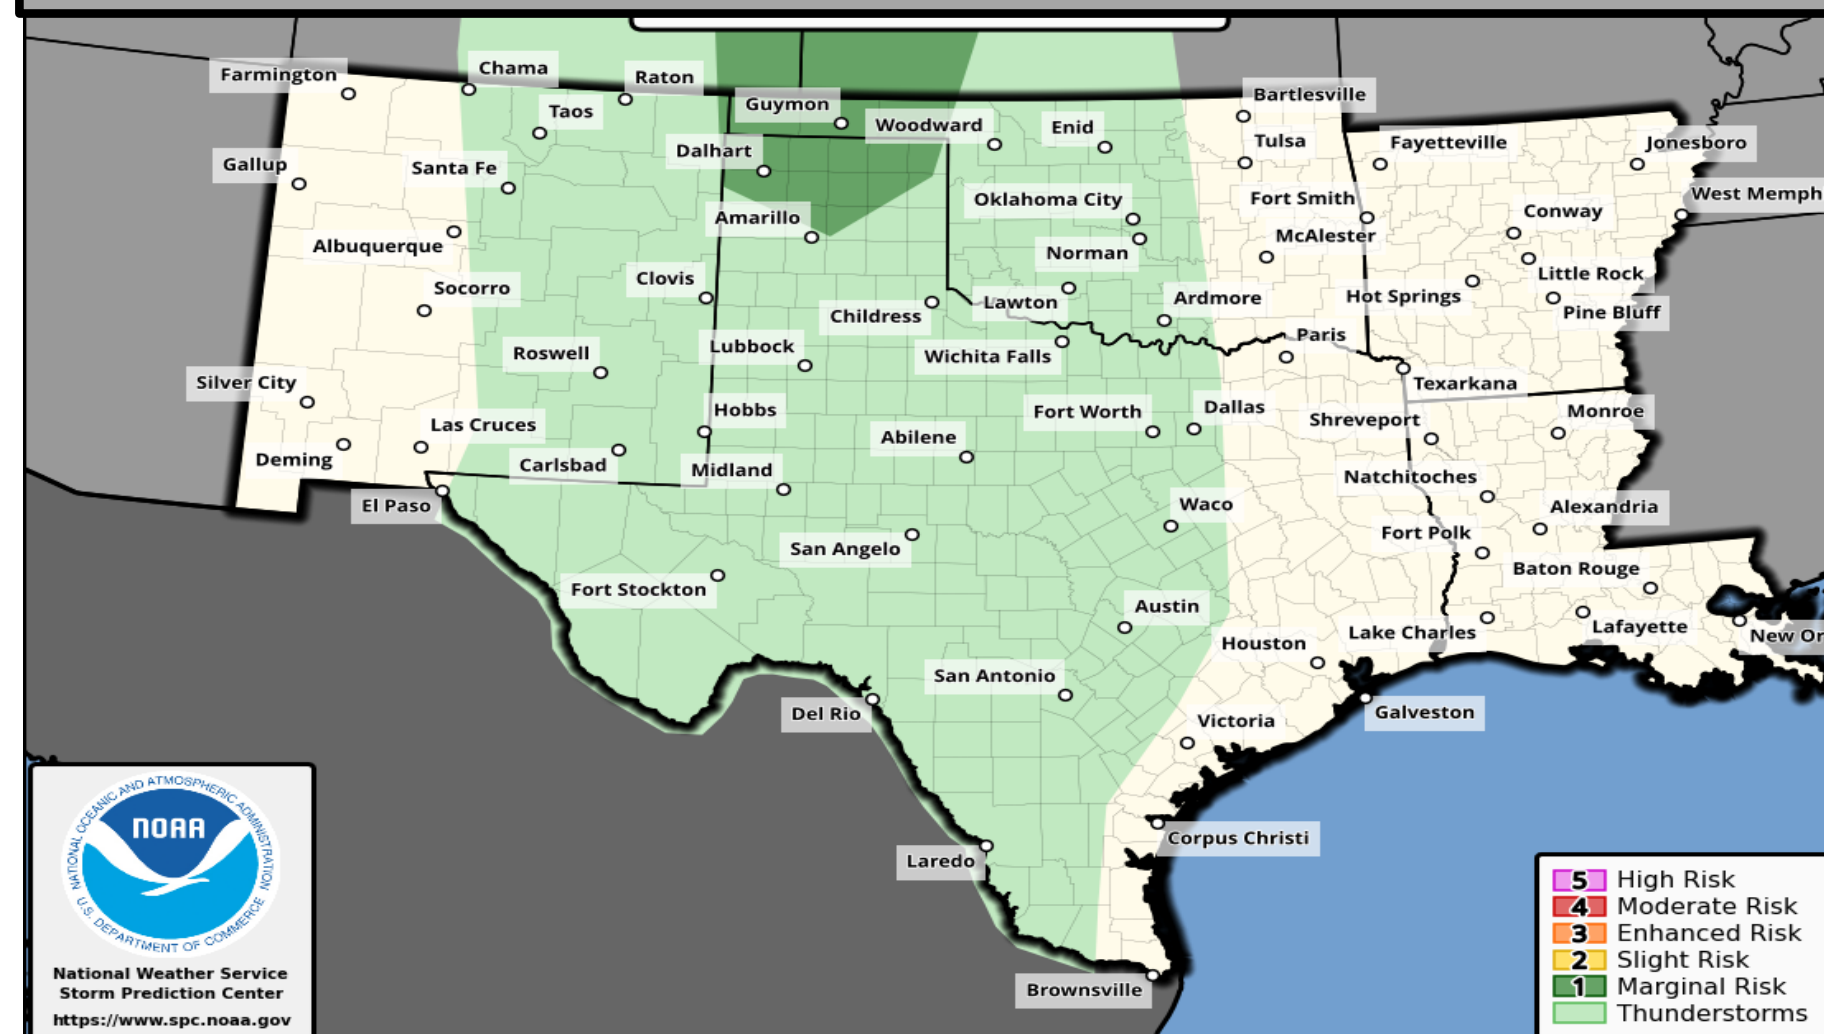 Farmington
Chama
Raton
Taos
Guymon
Woodward
Enid
Bartlesville
Tulsa
Fayetteville
Jonesboro
Gallup
Santa Fe
Dalhart
Oklahoma City
Fort Smith
West Memph
Amarillo
Conway
Albuquerque
Norman
McAlester
Socorro
Clovis
Childress
Lawton
Ardmore
Hot Springs
Little Rock
Pine Bluff
Roswell
Lubbock
Wichita Falls
Paris
Silver City
Texarkana
Las Cruces
Hobbs
Abilene
Fort Worth
Dallas
Shreveport
Monroe
Deming
Carlsbad
Midland
Natchitoches
El Paso
Waco
Alexandria
San Angelo
Fort Polk
Baton Rouge
Fort Stockton
Austin
Houston
Lake Charles
Lafayette
New Or
San Antonio
Del Rio
Victoria
Galveston
Corpus Christi
Laredo
Brownsville
NATIONAL OCEANIC AND ATMOSPHERIC ADMINISTRATION
NOAA
U.S. DEPARTMENT OF COMMERCE
National Weather Service
Storm Prediction Center
https://www.spc.noaa.gov
5 High Risk
4 Moderate Risk
3 Enhanced Risk
2 Slight Risk
1 Marginal Risk
Thunderstorms